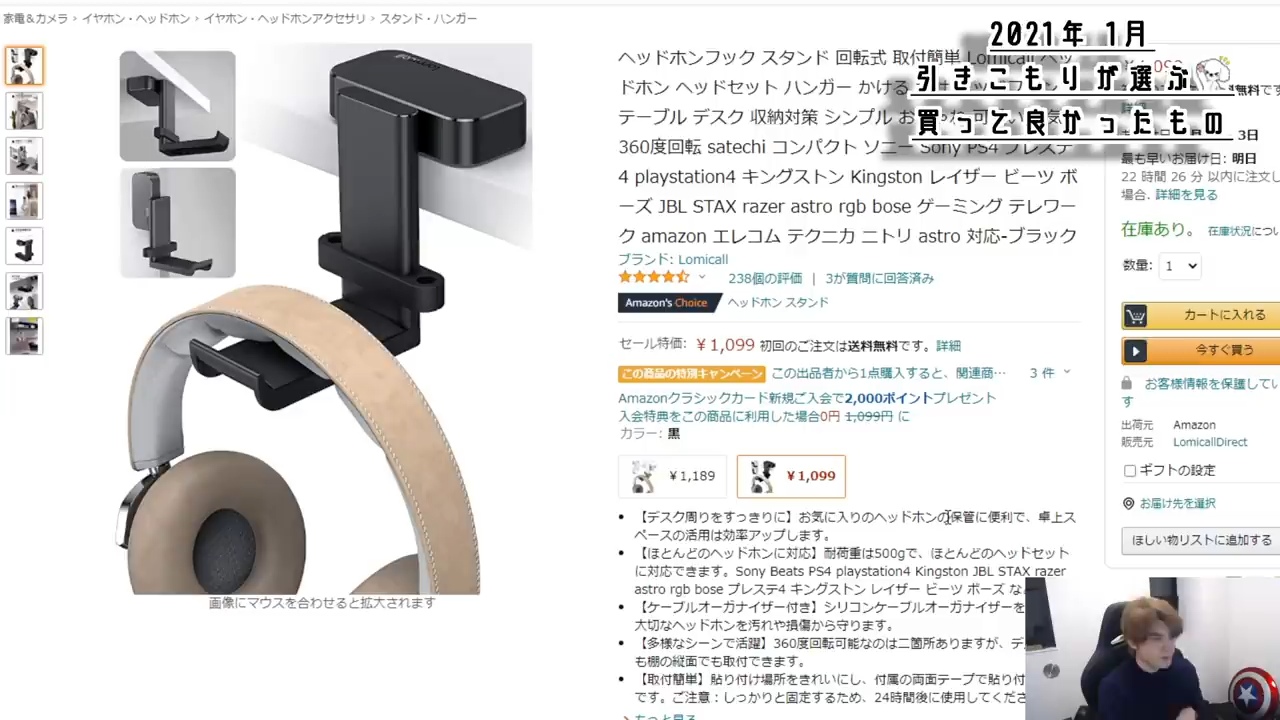 家電&カメラ › イヤホン・ヘッドホン › イヤホン・ヘッドホンアクセサリ › スタンド・ハンガー
2021年 1月
引きこもりが選ぶ
買って良かったもの
画像にマウスを合わせると拡大されます
ヘッドホンフック スタンド 回転式 取付簡単 Lomicall ヘッ
ドホン ヘッドセット ハンガー かける
テーブル デスク 収納対策 シンプル お
360度回転 satechi コンパクト ソニー Sony PS4 プレステ
4 playstation4 キングストン Kingston レイザー ビーツ ボ
ーズ JBL STAX razer astro rgb bose ゲーミング テレワー
ク amazon エレコム テクニカ ニトリ astro 対応-ブラック
ブランド: Lomicall
238個の評価 | 3が質問に回答済み
Amazon's Choice ヘッドホン スタンド
セール特価: ￥1,099 初回のご注文は送料無料です。詳細
この商品の特別キャンペーン この出品者から1点購入すると、関連商… 3 件
Amazonクラシックカード新規ご入会で2,000ポイントプレゼント
入会特典をこの商品に利用した場合0円 1,099円 に
カラー: 黒
￥1,189 ￥1,099
• 【デスク周りをすっきりに】お気に入りのヘッドホンの保管に便利で、卓上ス
ペースの活用は効率アップします。
• 【ほとんどのヘッドホンに対応】耐荷重は500gで、ほとんどのヘッドセット
に対応できます。Sony Beats PS4 playstation4 Kingston JBL STAX razer
astro rgb bose プレステ4 キングストン レイザー ビーツ ボーズ な
• 【ケーブルオーガナイザー付き】シリコンケーブルオーガナイザーを
大切なヘッドホンを汚れや損傷から守ります。
• 【多様なシーンで活躍】360度回転可能なのは二箇所ありますが、デ
も棚の縦面でも取付できます。
• 【取付簡単】貼り付け場所をきれいにし、付属の両面テープで貼り付
です。ご注意：しっかりと固定するため、24時間後に使用してくださ
› もっと見る
無料です
3日
最も早いお届け日: 明日
22 時間 26 分 以内に注文し
場合. 詳細を見る
在庫あり。 在庫状況につい
数量: 1
カートに入れる
今すぐ買う
お客様情報を保護してい
す
出荷元 Amazon
販売元 LomicallDirect
ギフトの設定
お届け先を選択
ほしい物リストに追加する